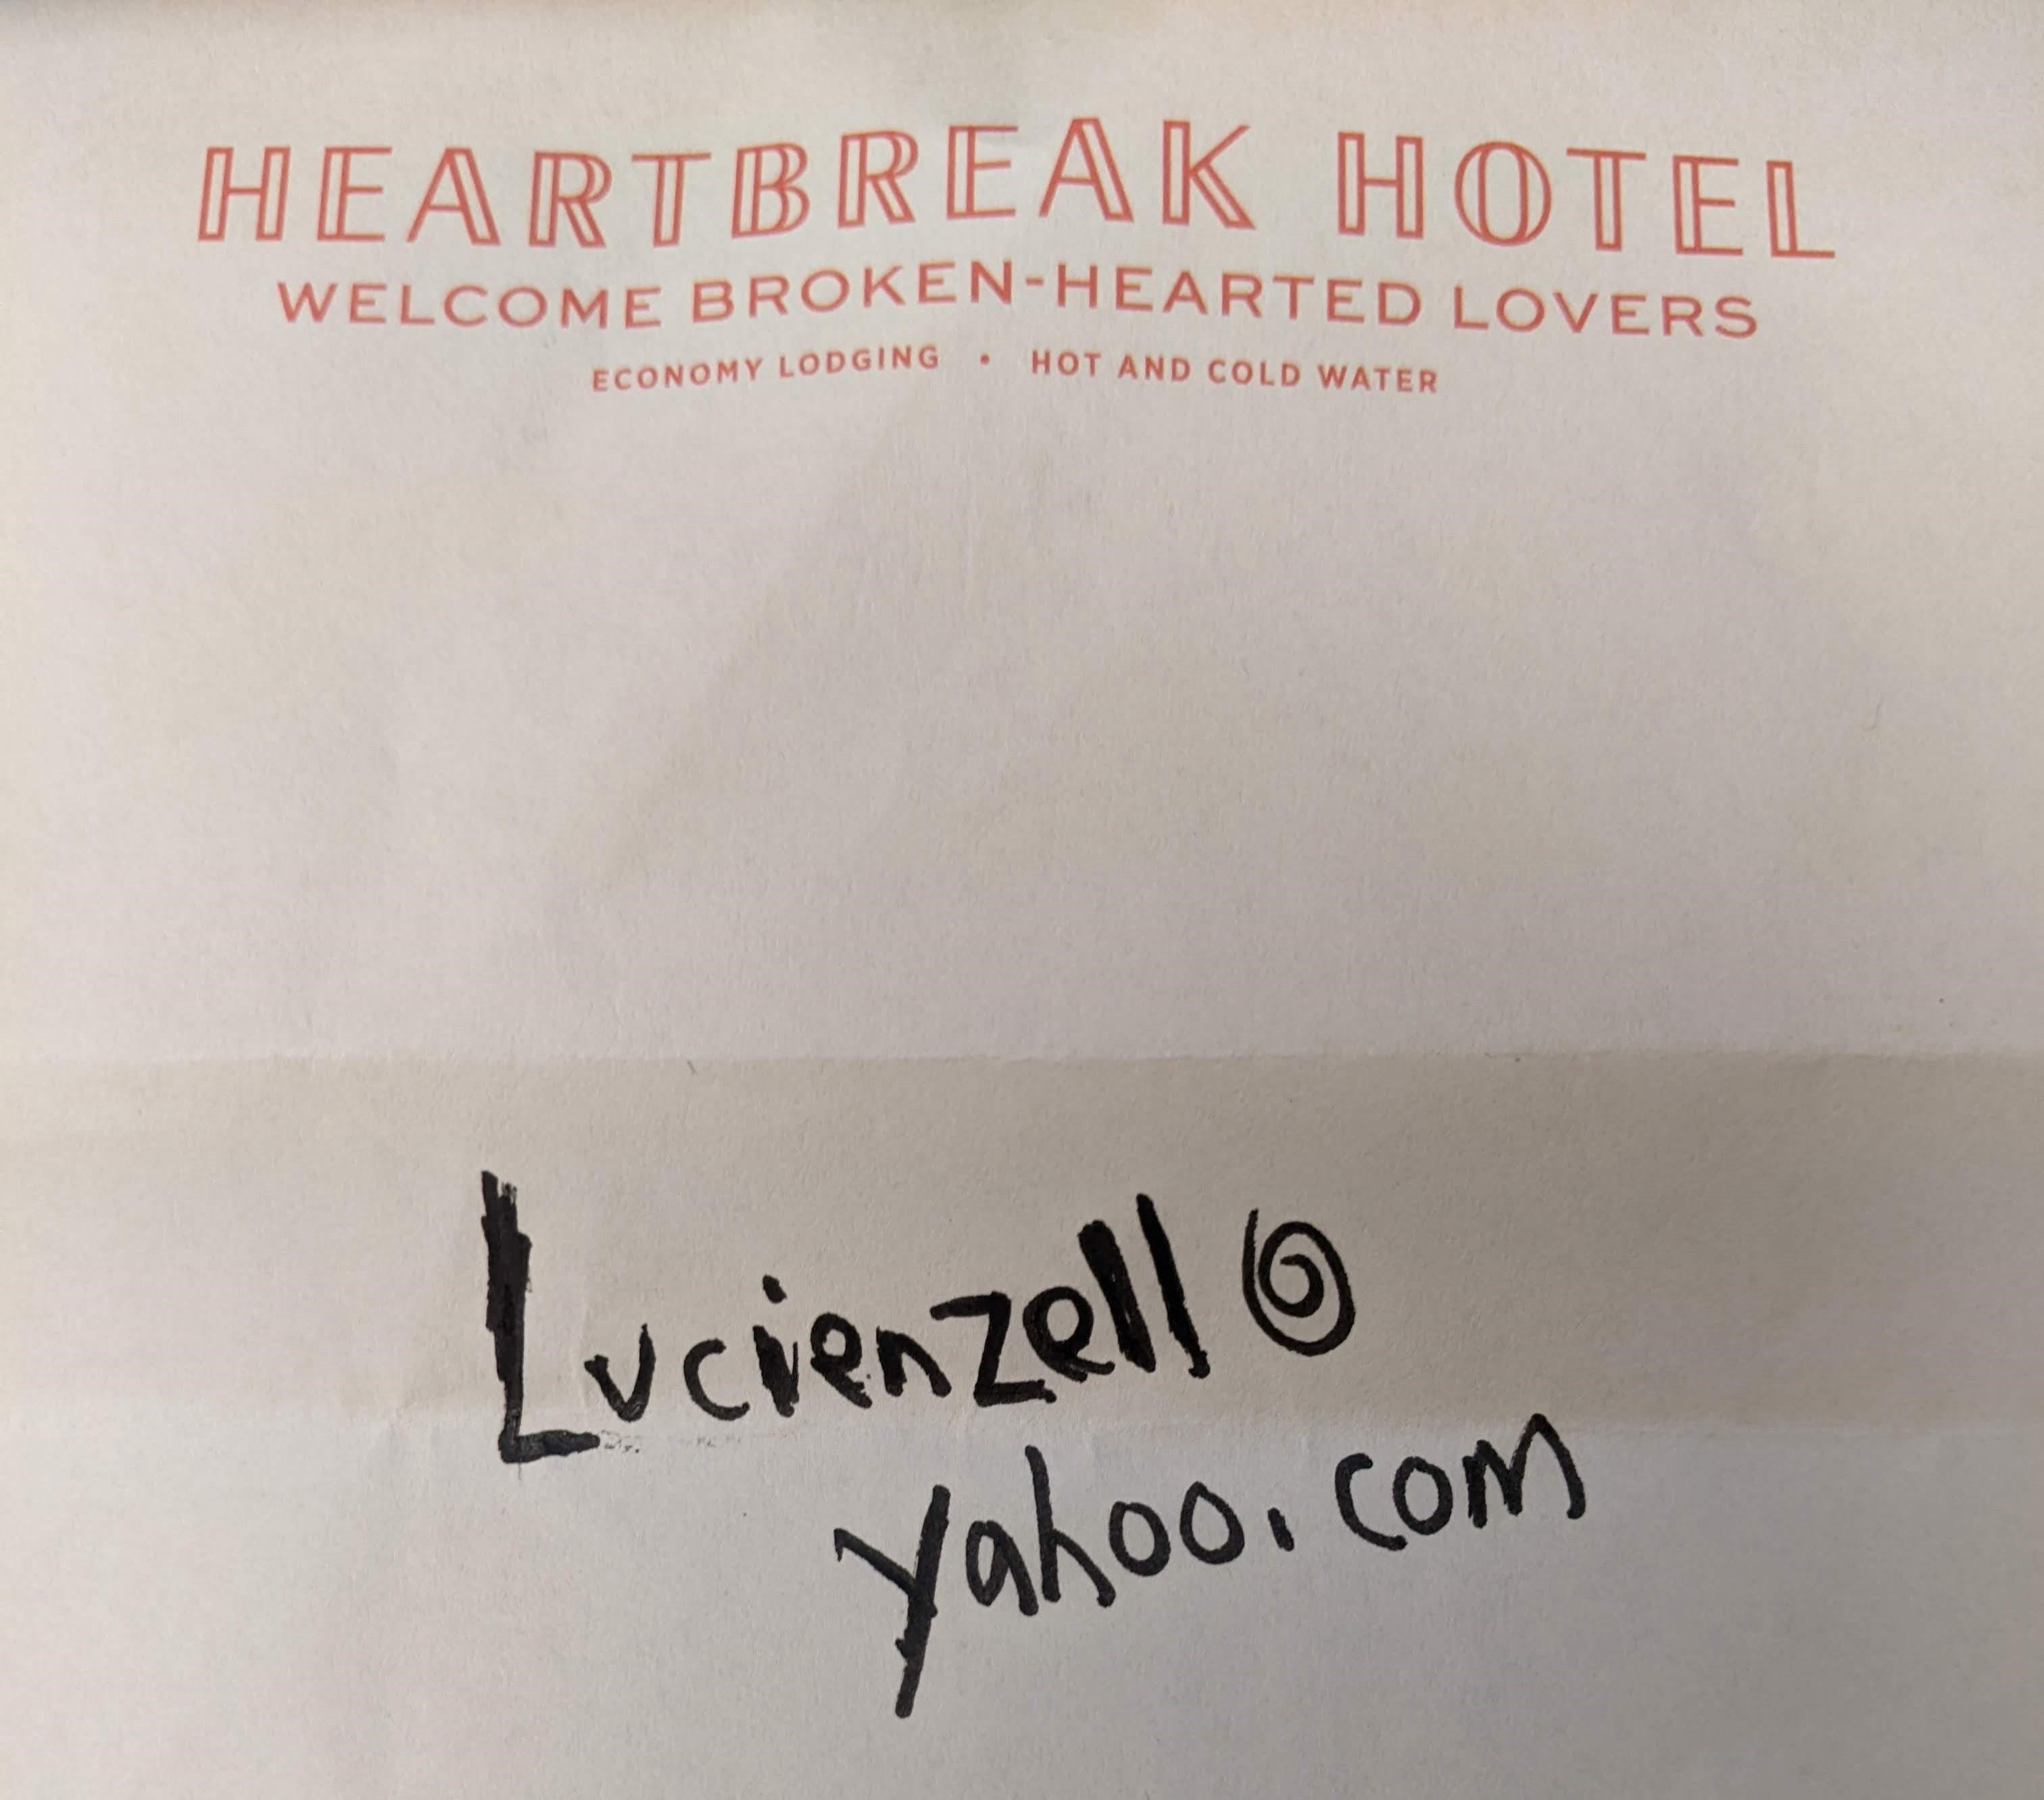 HEARTBREAK HOTEL
WELCOME BROKEN-HEARTED LOVERS
ECONOMY LODGING • HOT AND COLD WATER
Lucienzell@
yahoo.com